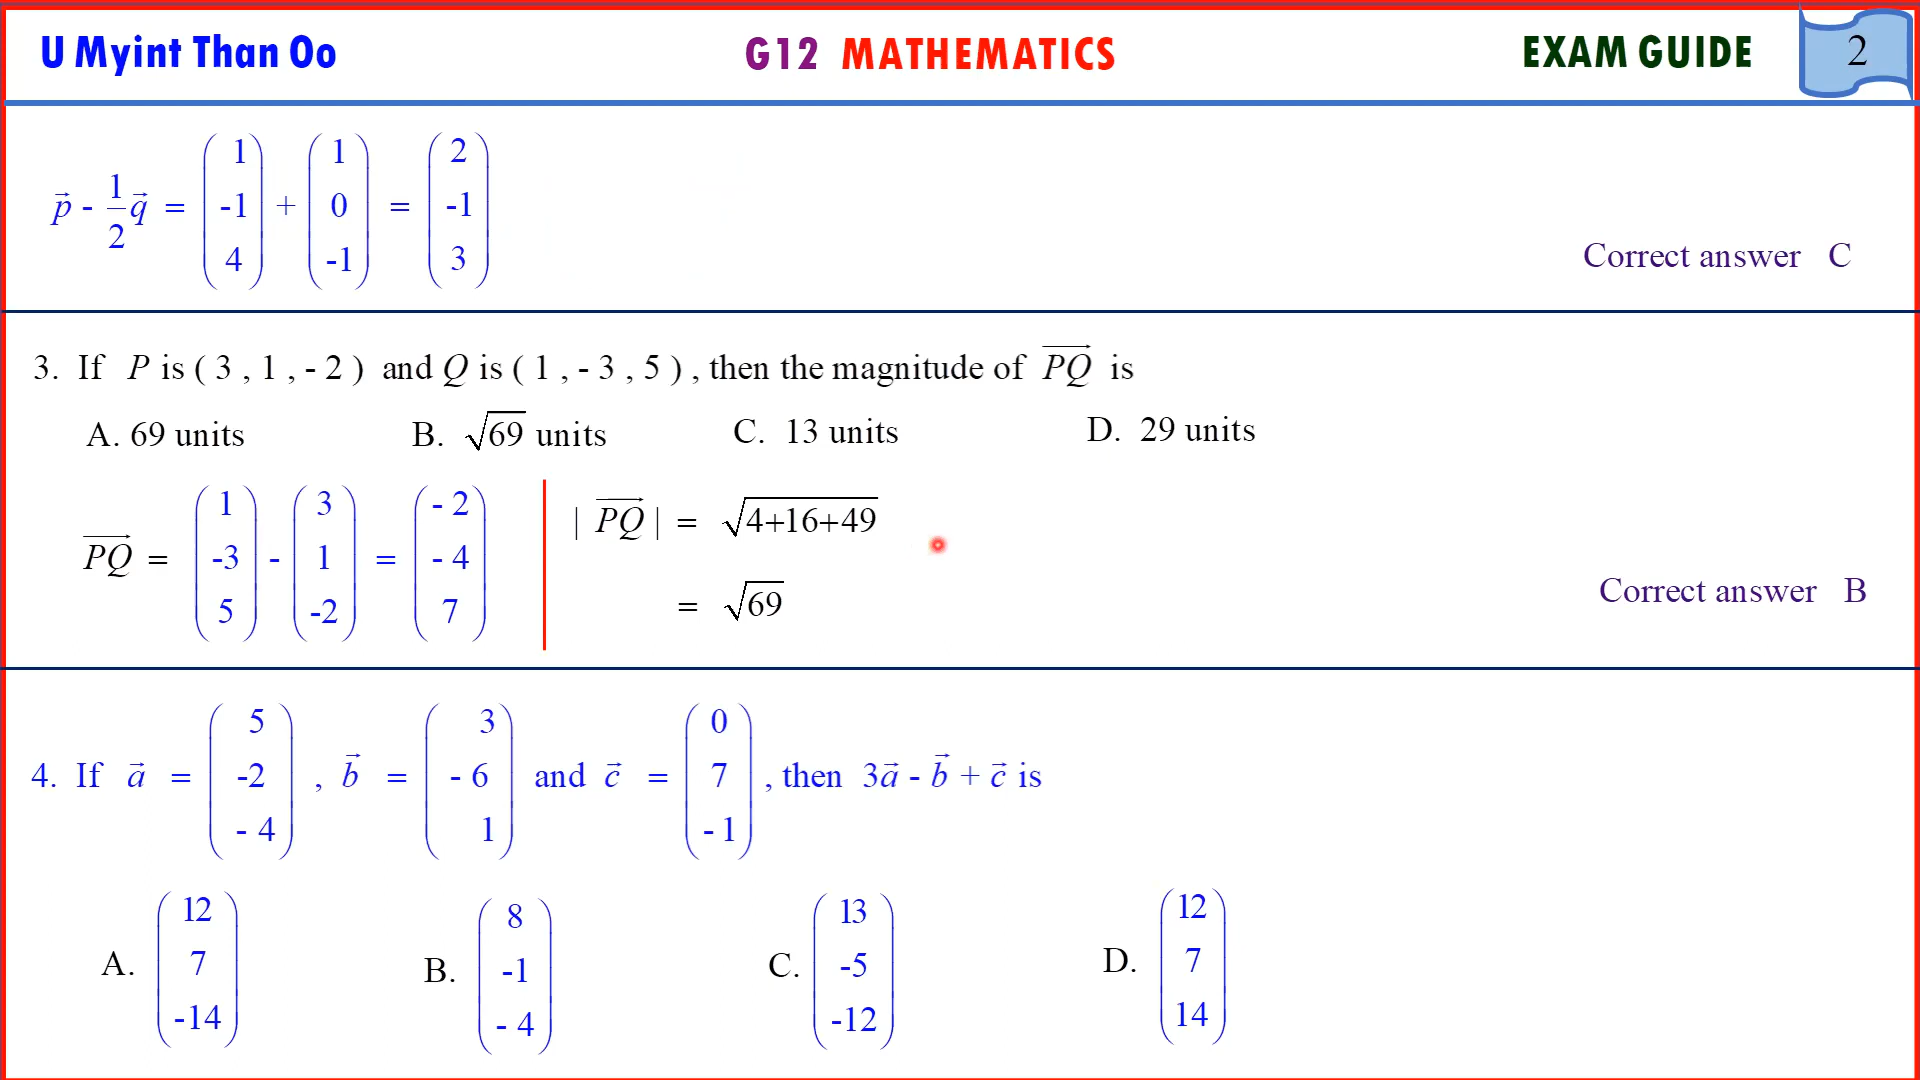 U Myint Than Oo G12 MATHEMATICS EXAM GUIDE 2
p⃗ - 1/2 q⃗ = (1, -1, 4) + (1, 0, -1) = (2, -1, 3)
Correct answer C
3. If P is ( 3 , 1 , - 2 ) and Q is ( 1 , - 3 , 5 ) , then the magnitude of PQ⃗ is
A. 69 units B. √69 units C. 13 units D. 29 units
PQ⃗ = (1, -3, 5) - (3, 1, -2) = (- 2, - 4, 7)
| PQ⃗ | = √4+16+49
= √69
Correct answer B
4. If a⃗ = (5, -2, - 4) , b⃗ = (3, - 6, 1) and c⃗ = (0, 7, -1) , then 3a⃗ - b⃗ + c⃗ is
A. (12, 7, -14) B. (8, -1, - 4) C. (13, -5, -12) D. (12, 7, 14)